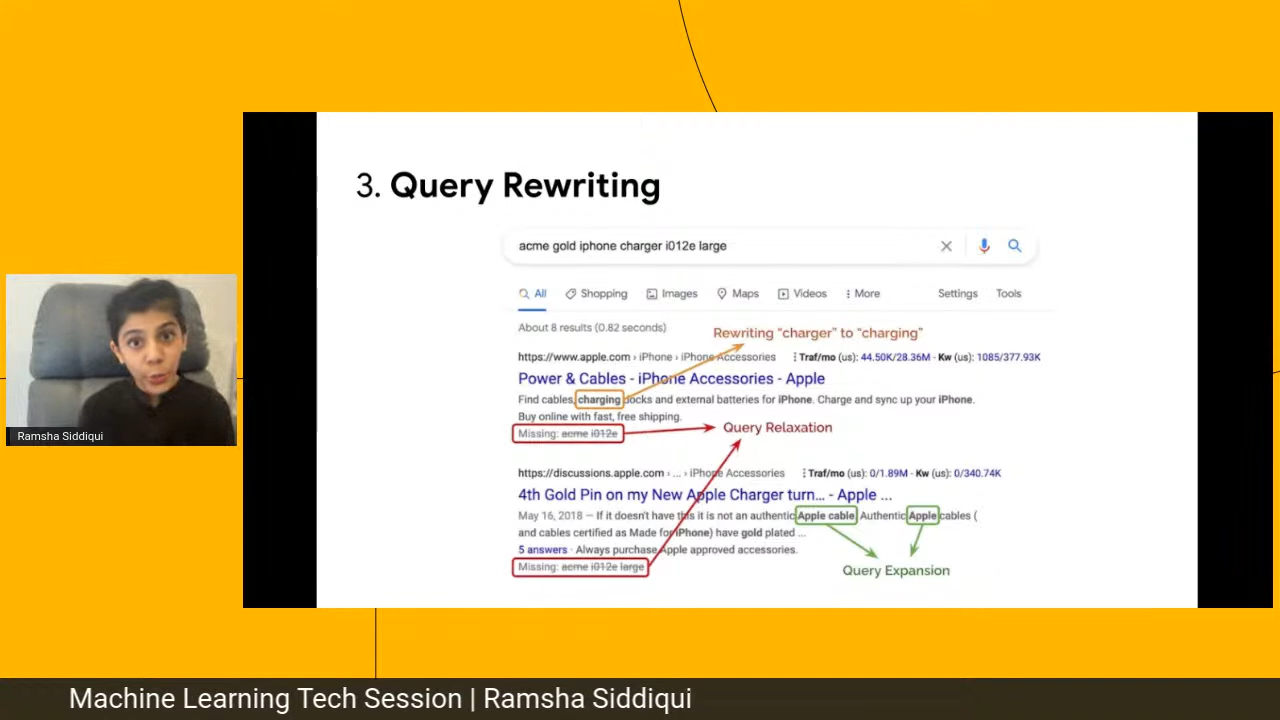 3. Query Rewriting
acme gold iphone charger i012e large
All Shopping Images Maps Videos More Settings Tools
About 8 results (0.82 seconds)
Rewriting "charger" to "charging"
https://www.apple.com › iPhone › iPhone Accessories Traf/mo (us): 44.50K/28.36M - Kw (us): 1085/377.93K
Power & Cables - iPhone Accessories - Apple
Find cables, charging docks and external batteries for iPhone. Charge and sync up your iPhone.
Buy online with fast, free shipping.
Missing: acme i012e
Query Relaxation
https://discussions.apple.com › ... › iPhone Accessories Traf/mo (us): 0/1.89M - Kw (us): 0/340.74K
4th Gold Pin on my New Apple Charger turn... - Apple ...
May 16, 2018 — If it doesn't have this it is not an authentic Apple cable. Authentic Apple cables (
and cables certified as Made for iPhone) have gold plated ...
5 answers · Always purchase Apple approved accessories.
Missing: acme i012e large
Query Expansion
Ramsha Siddiqui
Machine Learning Tech Session | Ramsha Siddiqui